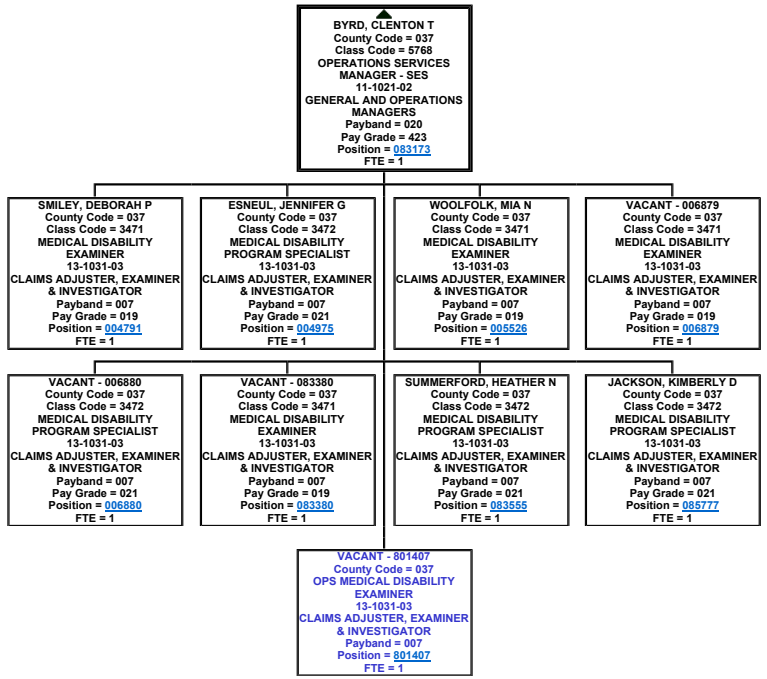 BYRD, CLENTON T
County Code = 037
Class Code = 5768
OPERATIONS SERVICES
MANAGER - SES
11-1021-02
GENERAL AND OPERATIONS
MANAGERS
Payband = 020
Pay Grade = 423
Position = 083173
FTE = 1
SMILEY, DEBORAH P
County Code = 037
Class Code = 3471
MEDICAL DISABILITY
EXAMINER
13-1031-03
CLAIMS ADJUSTER, EXAMINER
& INVESTIGATOR
Payband = 007
Pay Grade = 019
Position = 004791
FTE = 1
ESNEUL, JENNIFER G
County Code = 037
Class Code = 3472
MEDICAL DISABILITY
PROGRAM SPECIALIST
13-1031-03
CLAIMS ADJUSTER, EXAMINER
& INVESTIGATOR
Payband = 007
Pay Grade = 021
Position = 004975
FTE = 1
WOOLFOLK, MIA N
County Code = 037
Class Code = 3471
MEDICAL DISABILITY
EXAMINER
13-1031-03
CLAIMS ADJUSTER, EXAMINER
& INVESTIGATOR
Payband = 007
Pay Grade = 019
Position = 005526
FTE = 1
VACANT - 006879
County Code = 037
Class Code = 3471
MEDICAL DISABILITY
EXAMINER
13-1031-03
CLAIMS ADJUSTER, EXAMINER
& INVESTIGATOR
Payband = 007
Pay Grade = 019
Position = 006879
FTE = 1
VACANT - 006880
County Code = 037
Class Code = 3472
MEDICAL DISABILITY
PROGRAM SPECIALIST
13-1031-03
CLAIMS ADJUSTER, EXAMINER
& INVESTIGATOR
Payband = 007
Pay Grade = 021
Position = 006880
FTE = 1
VACANT - 083380
County Code = 037
Class Code = 3471
MEDICAL DISABILITY
EXAMINER
13-1031-03
CLAIMS ADJUSTER, EXAMINER
& INVESTIGATOR
Payband = 007
Pay Grade = 019
Position = 083380
FTE = 1
SUMMERFORD, HEATHER N
County Code = 037
Class Code = 3472
MEDICAL DISABILITY
PROGRAM SPECIALIST
13-1031-03
CLAIMS ADJUSTER, EXAMINER
& INVESTIGATOR
Payband = 007
Pay Grade = 021
Position = 083555
FTE = 1
JACKSON, KIMBERLY D
County Code = 037
Class Code = 3472
MEDICAL DISABILITY
PROGRAM SPECIALIST
13-1031-03
CLAIMS ADJUSTER, EXAMINER
& INVESTIGATOR
Payband = 007
Pay Grade = 021
Position = 085777
FTE = 1
VACANT - 801407
County Code = 037
OPS MEDICAL DISABILITY
EXAMINER
13-1031-03
CLAIMS ADJUSTER, EXAMINER
& INVESTIGATOR
Payband = 007
Position = 801407
FTE = 1